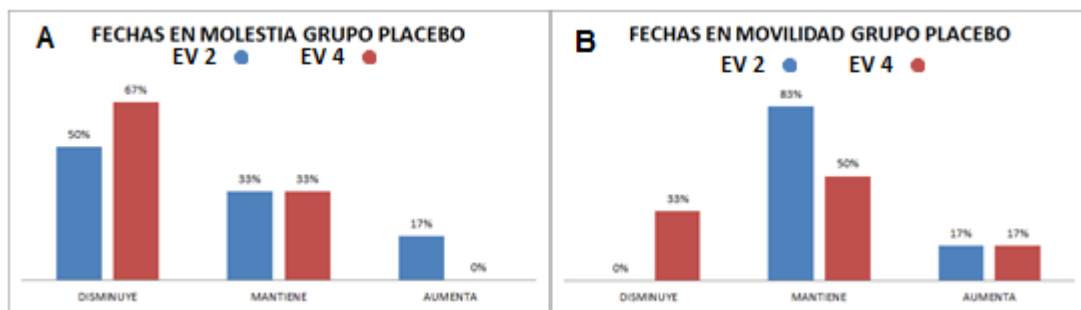 A
FECHAS EN MOLESTIA GRUPO PLACEBO
EV 2 EV 4
67%
50%
33% 33%
17%
0%
DISMINUYE MANTIENE AUMENTA
B
FECHAS EN MOVILIDAD GRUPO PLACEBO
EV 2 EV 4
83%
50%
33%
17% 17%
0%
DISMINUYE MANTIENE AUMENTA